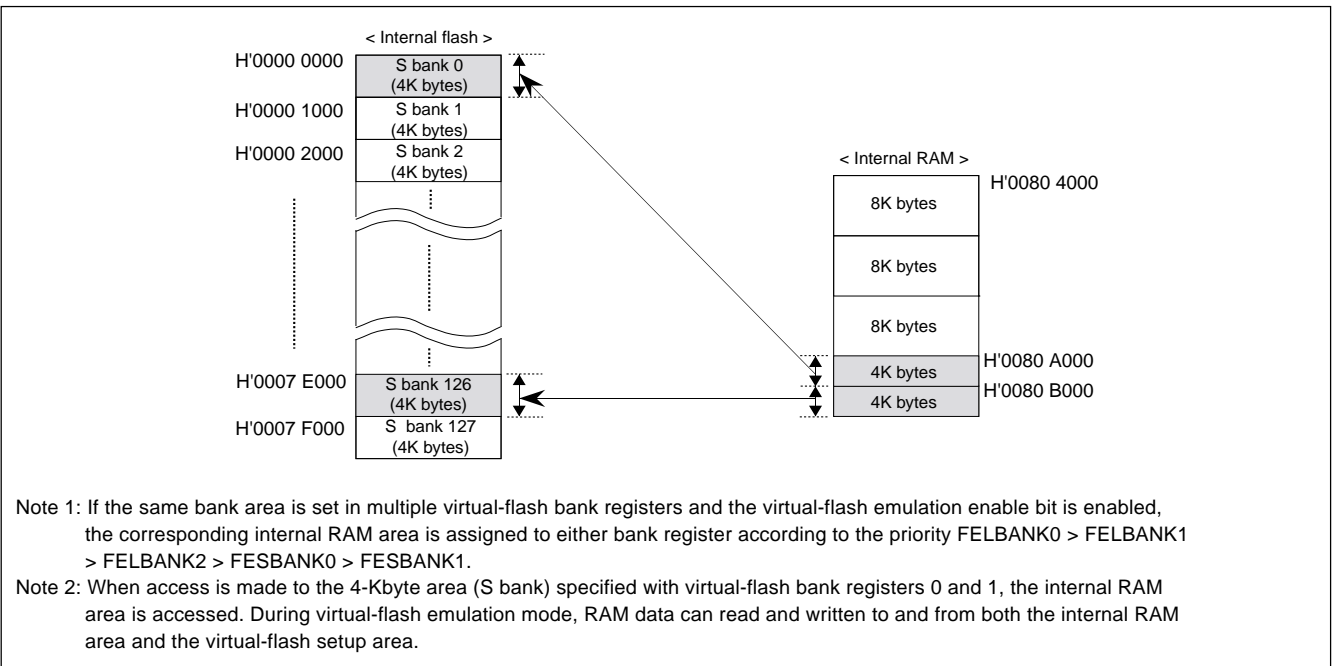 < Internal flash >
H'0000 0000
S bank 0
(4K bytes)
H'0000 1000
S bank 1
(4K bytes)
H'0000 2000
S bank 2
(4K bytes)
H'0007 E000
S bank 126
(4K bytes)
H'0007 F000
S bank 127
(4K bytes)
< Internal RAM >
H'0080 4000
8K bytes
8K bytes
8K bytes
H'0080 A000
4K bytes
H'0080 B000
4K bytes
Note 1: If the same bank area is set in multiple virtual-flash bank registers and the virtual-flash emulation enable bit is enabled,
the corresponding internal RAM area is assigned to either bank register according to the priority FELBANK0 > FELBANK1
> FELBANK2 > FESBANK0 > FESBANK1.
Note 2: When access is made to the 4-Kbyte area (S bank) specified with virtual-flash bank registers 0 and 1, the internal RAM
area is accessed. During virtual-flash emulation mode, RAM data can read and written to and from both the internal RAM
area and the virtual-flash setup area.